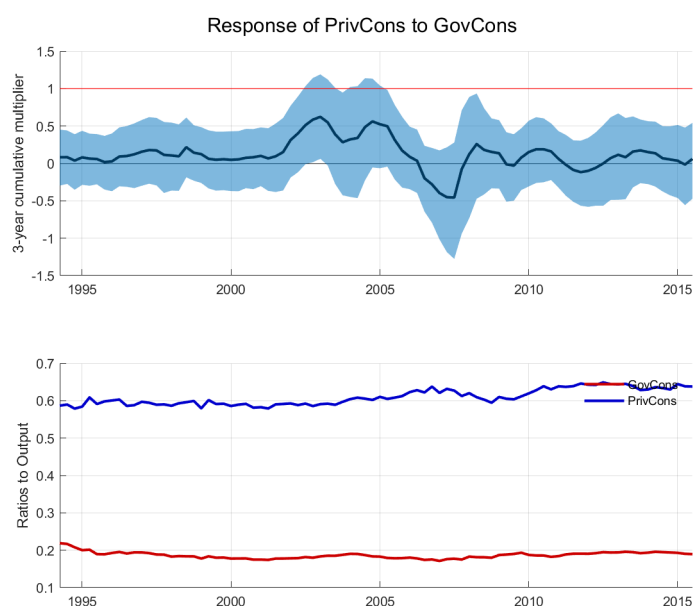 Response of PrivCons to GovCons
3-year cumulative multiplier
1.5
1
0.5
0
-0.5
-1
-1.5
1995 2000 2005 2010 2015
Ratios to Output
0.7
0.6
0.5
0.4
0.3
0.2
0.1
GovCons
PrivCons
1995 2000 2005 2010 2015